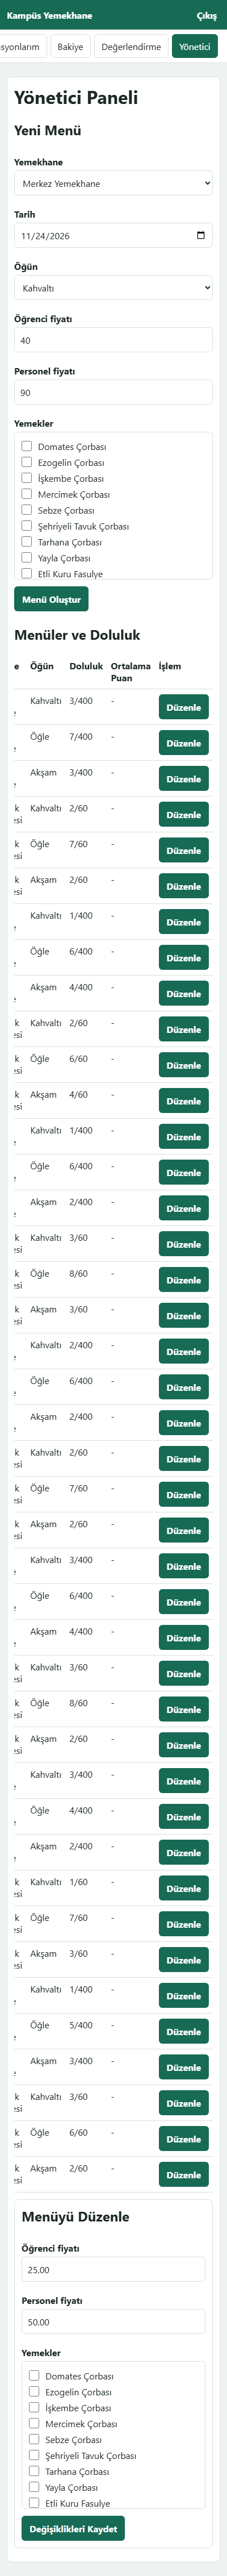 Kampüs Yemekhane Çıkış
Bakiye Değerlendirme Yönetici
Yönetici Paneli
Yeni Menü
Yemekhane
Merkez Yemekhane
Tarih
11/24/2026
Öğün
Kahvaltı
Öğrenci fiyatı
40
Personel fiyatı
90
Yemekler
Domates Çorbası
Ezogelin Çorbası
İşkembe Çorbası
Mercimek Çorbası
Sebze Çorbası
Şehriyeli Tavuk Çorbası
Tarhana Çorbası
Yayla Çorbası
Etli Kuru Fasulye
Menü Oluştur
Menüler ve Doluluk
Öğün Doluluk Ortalama Puan İşlem
Kahvaltı 3/400 - Düzenle
Öğle 7/400 - Düzenle
Akşam 3/400 - Düzenle
Kahvaltı 2/60 - Düzenle
Öğle 7/60 - Düzenle
Akşam 2/60 - Düzenle
Kahvaltı 1/400 - Düzenle
Öğle 6/400 - Düzenle
Akşam 4/400 - Düzenle
Kahvaltı 2/60 - Düzenle
Öğle 6/60 - Düzenle
Akşam 4/60 - Düzenle
Kahvaltı 1/400 - Düzenle
Öğle 6/400 - Düzenle
Akşam 2/400 - Düzenle
Kahvaltı 3/60 - Düzenle
Öğle 8/60 - Düzenle
Akşam 3/60 - Düzenle
Kahvaltı 2/400 - Düzenle
Öğle 6/400 - Düzenle
Akşam 2/400 - Düzenle
Kahvaltı 2/60 - Düzenle
Öğle 7/60 - Düzenle
Akşam 2/60 - Düzenle
Kahvaltı 3/400 - Düzenle
Öğle 6/400 - Düzenle
Akşam 4/400 - Düzenle
Kahvaltı 3/60 - Düzenle
Öğle 8/60 - Düzenle
Akşam 2/60 - Düzenle
Kahvaltı 3/400 - Düzenle
Öğle 4/400 - Düzenle
Akşam 2/400 - Düzenle
Kahvaltı 1/60 - Düzenle
Öğle 7/60 - Düzenle
Akşam 3/60 - Düzenle
Kahvaltı 1/400 - Düzenle
Öğle 5/400 - Düzenle
Akşam 3/400 - Düzenle
Kahvaltı 3/60 - Düzenle
Öğle 6/60 - Düzenle
Akşam 2/60 - Düzenle
Menüyü Düzenle
Öğrenci fiyatı
25.00
Personel fiyatı
50.00
Yemekler
Domates Çorbası
Ezogelin Çorbası
İşkembe Çorbası
Mercimek Çorbası
Sebze Çorbası
Şehriyeli Tavuk Çorbası
Tarhana Çorbası
Yayla Çorbası
Etli Kuru Fasulye
Değişiklikleri Kaydet